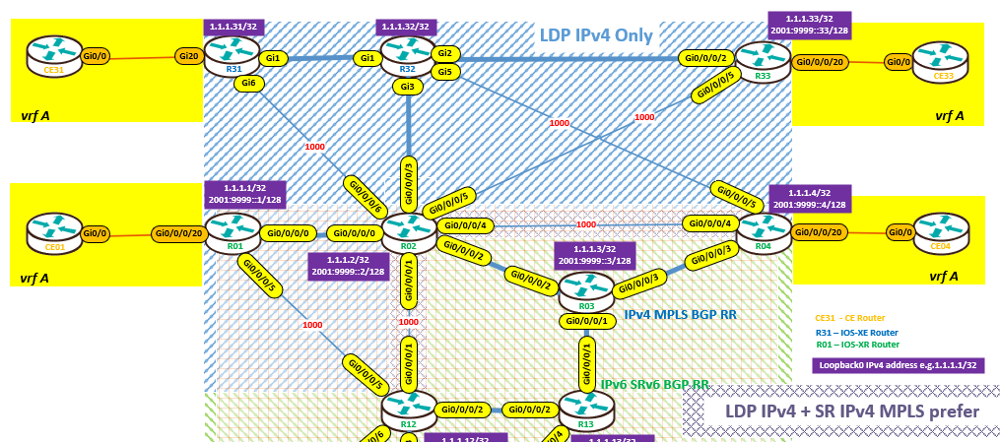 1.1.1.31/32
1.1.1.32/32
1.1.1.33/32
2001:9999::33/128
LDP IPv4 Only
CE31
Gi0/0
Gi20
R31
Gi1
Gi1
R32
Gi2
Gi5
Gi0/0/0/2
R33
Gi0/0/0/20
Gi0/0
CE33
Gi6
Gi3
Gi0/0/0/5
vrf A
vrf A
1000
1000
1000
Gi0/0/0/6
Gi0/0/0/3
Gi0/0/0/5
Gi0/0/0/5
1.1.1.1/32
2001:9999::1/128
1.1.1.4/32
2001:9999::4/128
CE01
Gi0/0
Gi0/0/0/20
R01
Gi0/0/0/0
Gi0/0/0/0
R02
Gi0/0/0/4
1000
Gi0/0/0/4
R04
Gi0/0/0/20
Gi0/0
CE04
Gi0/0/0/2
1.1.1.3/32
2001:9999::3/128
Gi0/0/0/3
1.1.1.2/32
2001:9999::2/128
vrf A
vrf A
Gi0/0/0/5
Gi0/0/0/1
Gi0/0/0/2
Gi0/0/0/3
R03
Gi0/0/0/1
IPv4 MPLS BGP RR
1000
1000
CE31 - CE Router
R31 – IOS-XE Router
R01 – IOS-XR Router
Loopback0 IPv4 address e.g.1.1.1.1/32
Gi0/0/0/5
Gi0/0/0/1
Gi0/0/0/1
IPv6 SRv6 BGP RR
R12
Gi0/0/0/2
Gi0/0/0/2
R13
LDP IPv4 + SR IPv4 MPLS prefer